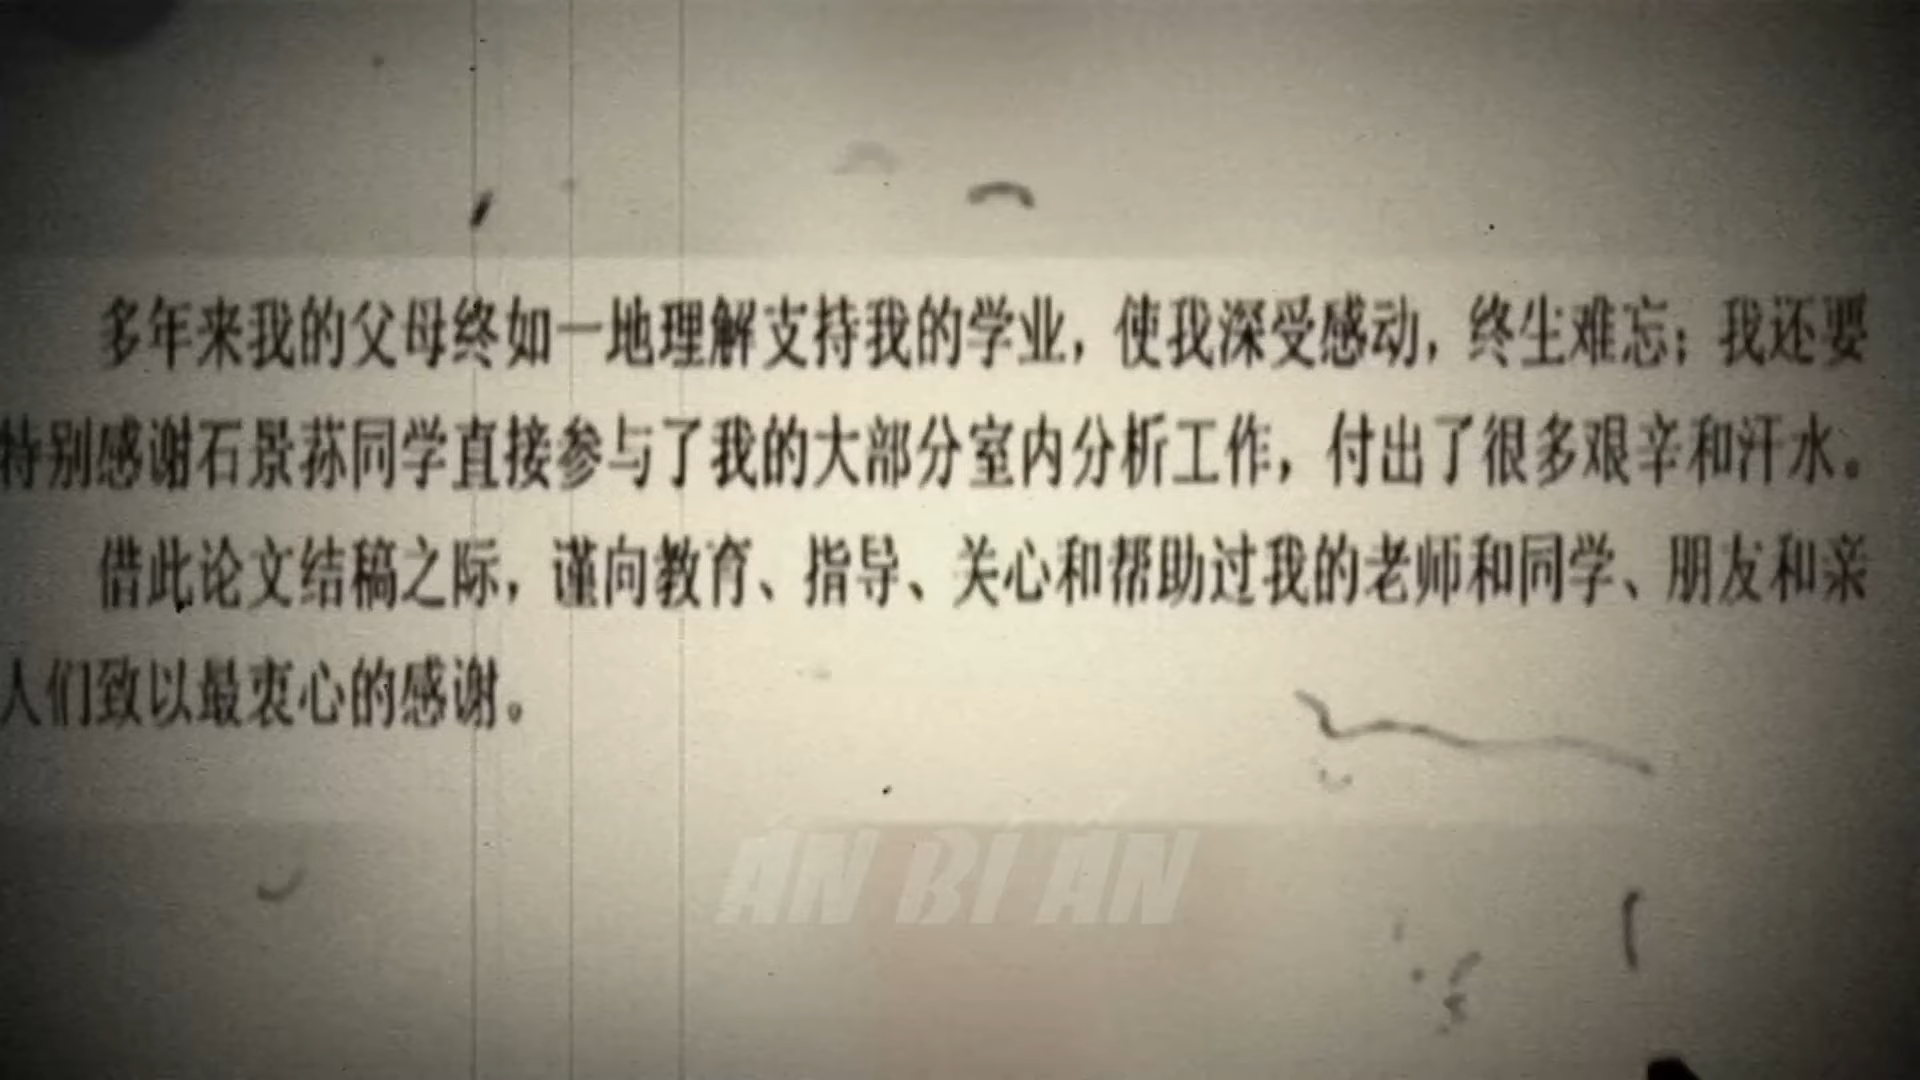 多年来我的父母终如一地理解支持我的学业，使我深受感动，终生难忘；我还要
特别感谢石景荪同学直接参与了我的大部分室内分析工作，付出了很多艰辛和汗水。
借此论文结稿之际，谨向教育、指导、关心和帮助过我的老师和同学、朋友和亲
人们致以最衷心的感谢。
ÁN BÍ ẨN